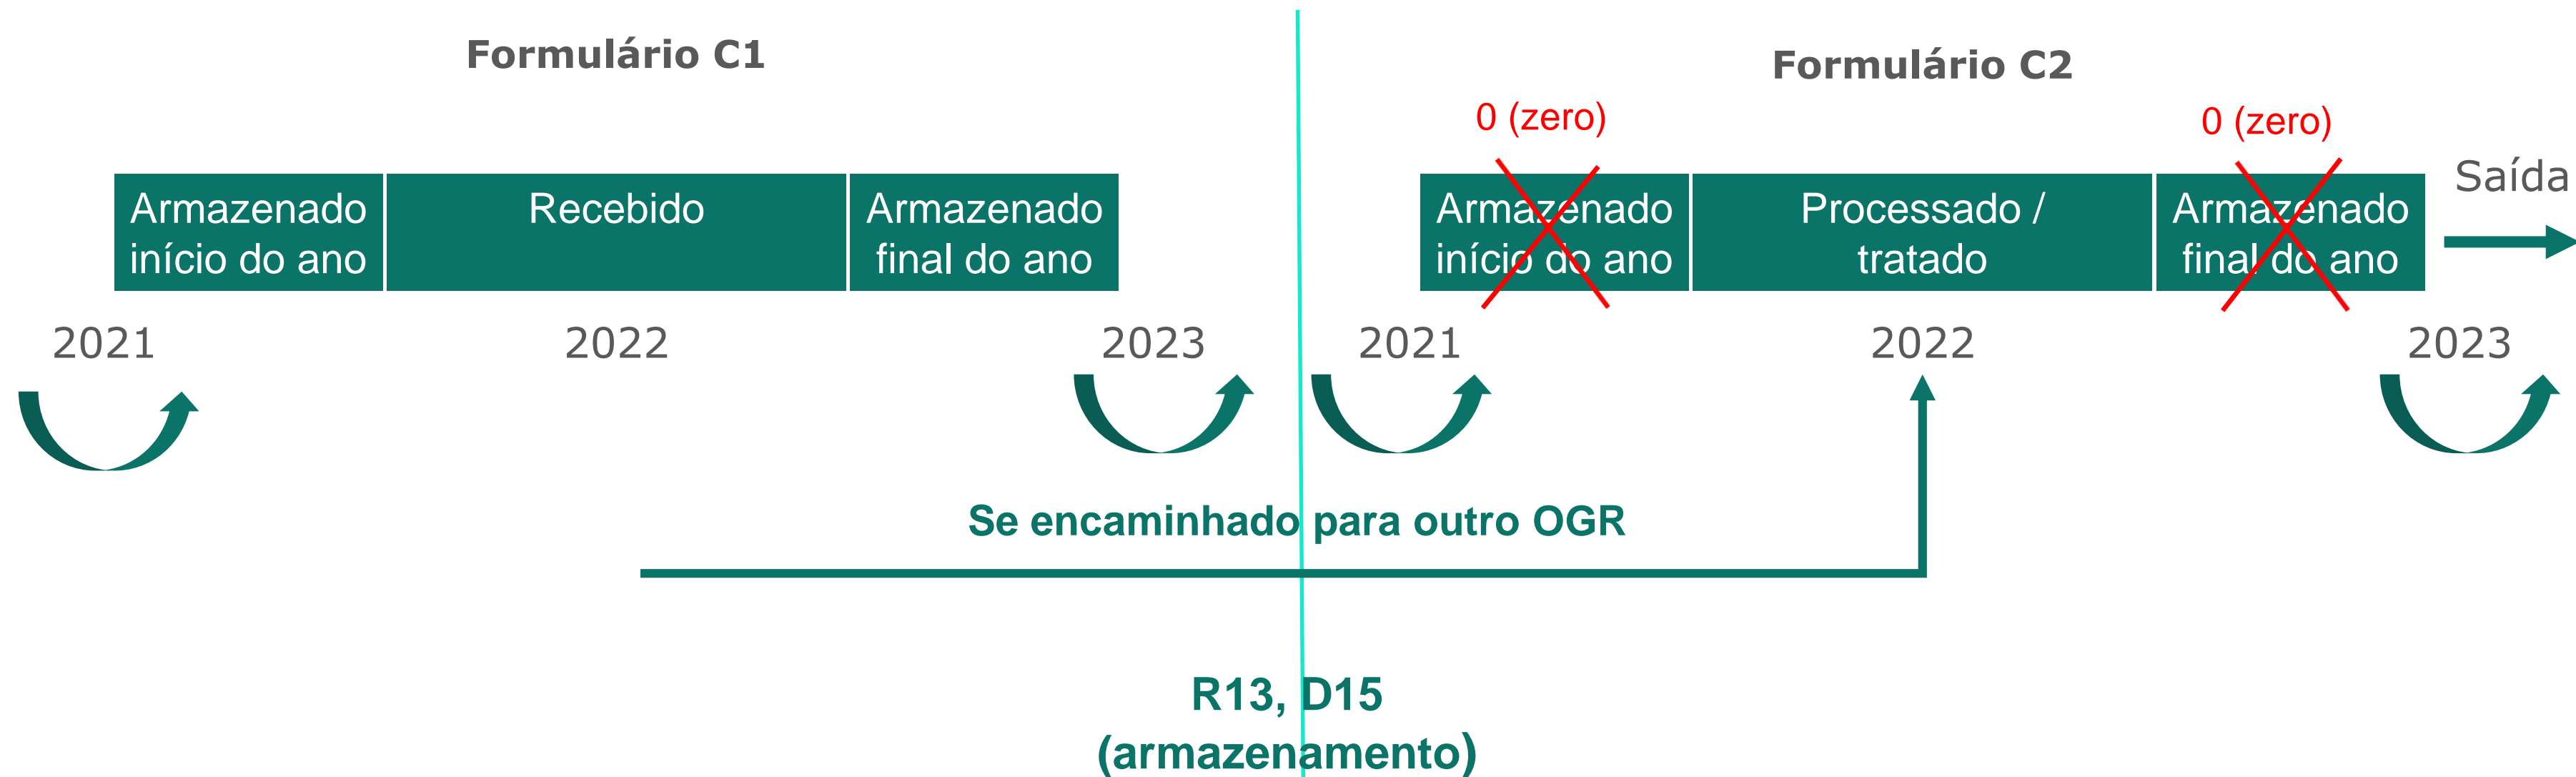 Formulário C1
Armazenado
início do ano
Recebido
Armazenado
final do ano
2021
2022
2023
Formulário C2
0 (zero)
0 (zero)
Armazenado
início do ano
Processado /
tratado
Armazenado
final do ano
Saída
2021
2022
2023
Se encaminhado para outro OGR
R13, D15
(armazenamento)